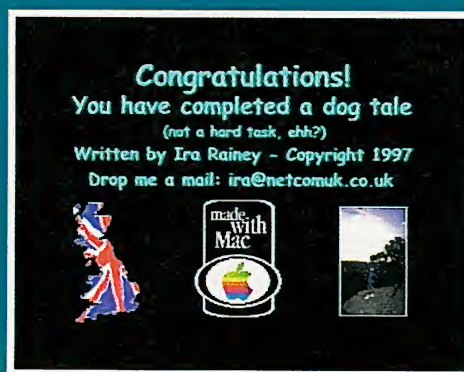 Congratulations!
You have completed a dog tale
(not a hard task, ehh?)
Written by Ira Rainey - Copyright 1997
Drop me a mail: ira@netcomuk.co.uk
made
with
Mac